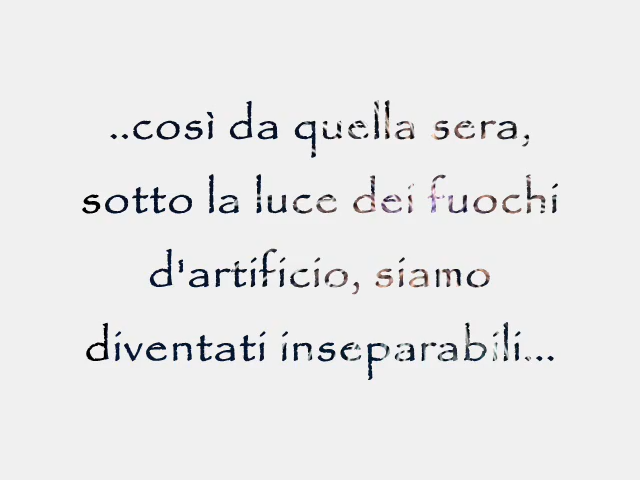 ..così da quella sera,
sotto la luce dei fuochi
d'artificio, siamo
diventati inseparabili...